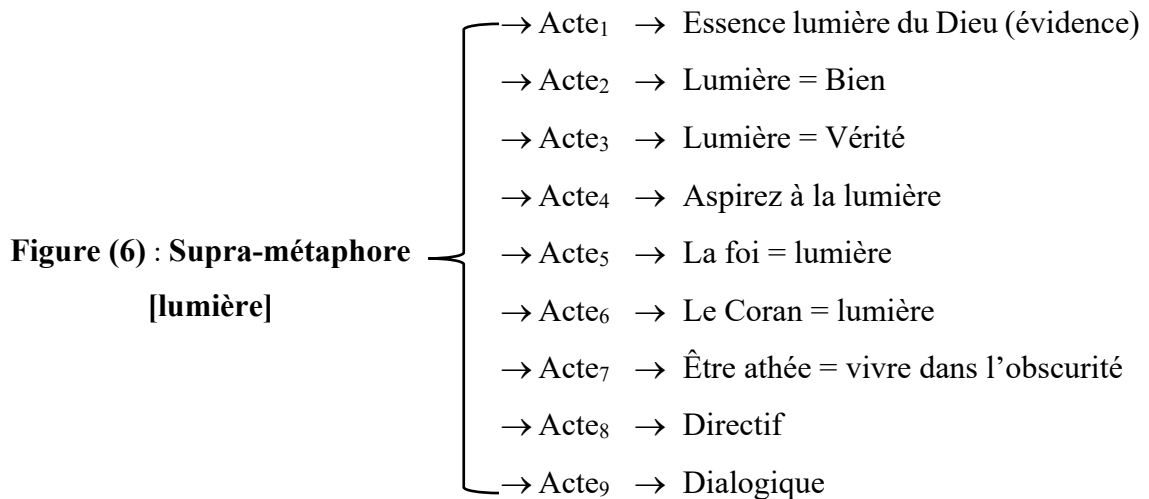 → Acte₁ → Essence lumière du Dieu (évidence)
→ Acte₂ → Lumière = Bien
→ Acte₃ → Lumière = Vérité
→ Acte₄ → Aspirez à la lumière
Figure (6) : Supra-métaphore
[lumière]
→ Acte₅ → La foi = lumière
→ Acte₆ → Le Coran = lumière
→ Acte₇ → Être athée = vivre dans l’obscurité
→ Acte₈ → Directif
→ Acte₉ → Dialogique